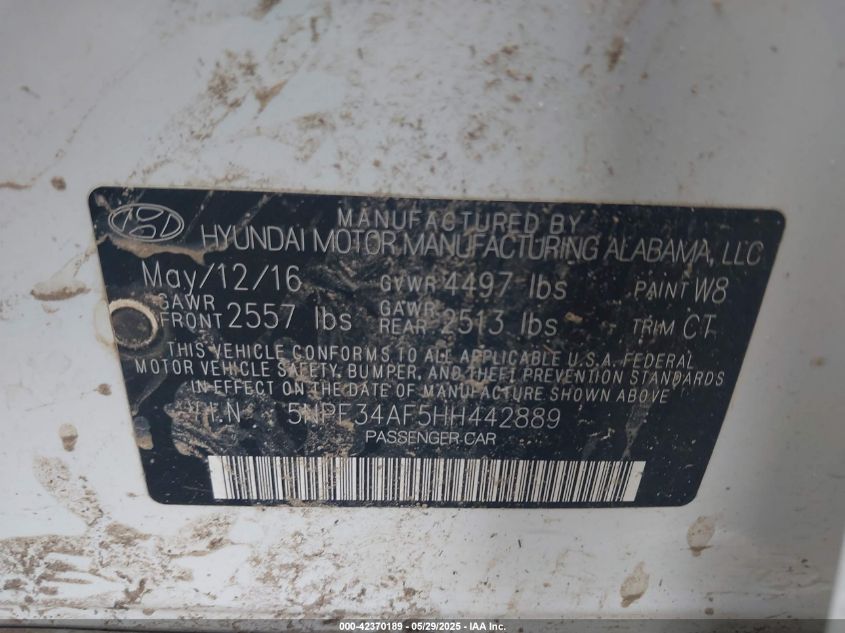 MANUFACTURED BY
HYUNDAI MOTOR MANUFACTURING ALABAMA, LLC
May/12/16 GVWR 4497 lbs PAINT W8
GAWR FRONT 2557 lbs GAWR REAR 2513 lbs TRIM CT
THIS VEHICLE CONFORMS TO ALL APPLICABLE U.S.A. FEDERAL
MOTOR VEHICLE SAFETY, BUMPER, AND THEFT PREVENTION STANDARDS
IN EFFECT ON THE DATE OF MANUFACTURE SHOWN ABOVE
5NPE34AF5HH442889
PASSENGER CAR
000-42370189 - 05/29/2025 - IAA Inc.